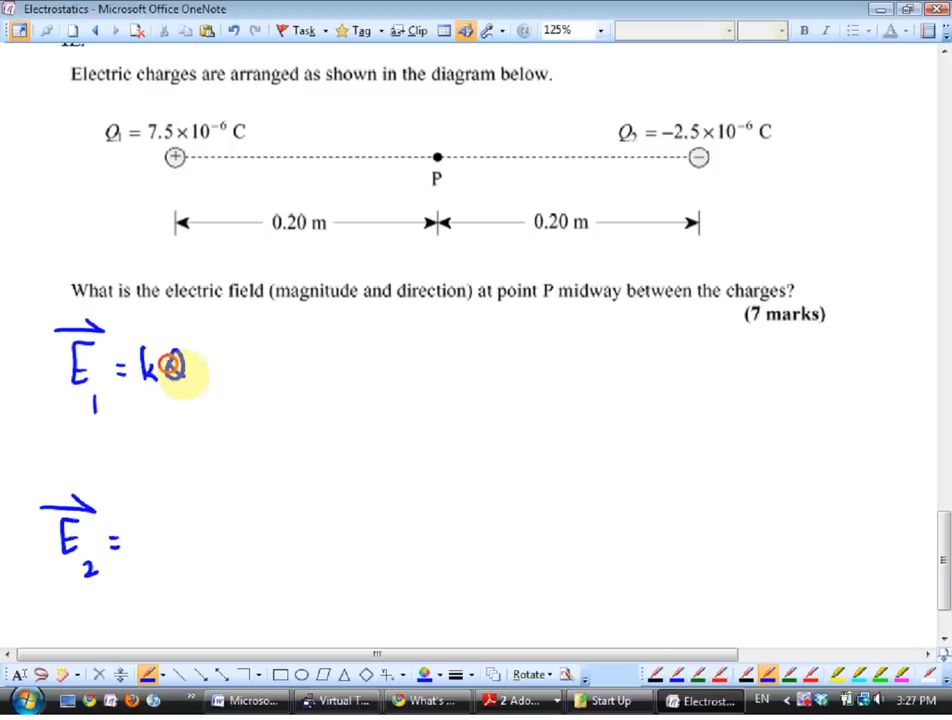 Electrostatics - Microsoft Office OneNote
Task Tag Clip 125% B I A
12.
Electric charges are arranged as shown in the diagram below.
Q₁ = 7.5×10⁻⁶ C Q₂ = −2.5×10⁻⁶ C
+ −
P
0.20 m 0.20 m
What is the electric field (magnitude and direction) at point P midway between the charges?
(7 marks)
E₁ = kQ
E₂ =
Rotate
Microso... Virtual T... What's ... 2 Ado... Start Up Electrost... EN 3:27 PM